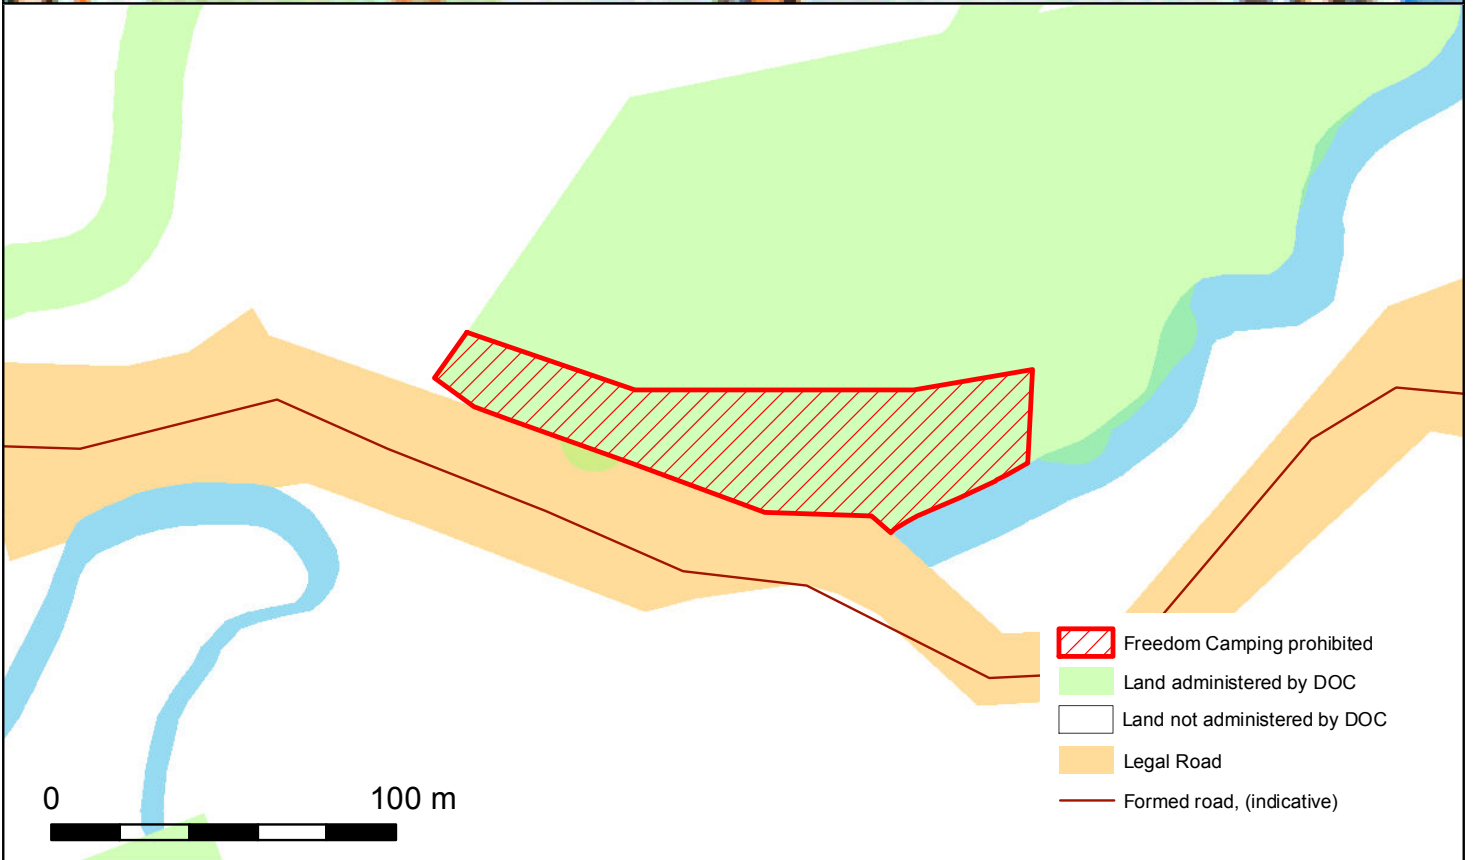 Freedom Camping prohibited
Land administered by DOC
Land not administered by DOC
Legal Road
Formed road, (indicative)
0 100 m